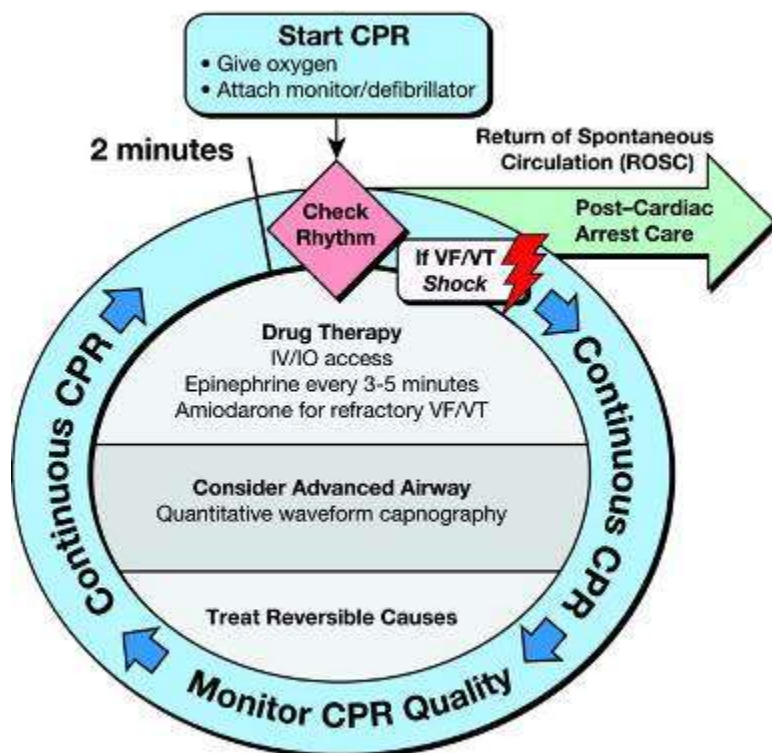 Start CPR
• Give oxygen
• Attach monitor/defibrillator
2 minutes
Return of Spontaneous
Circulation (ROSC)
Post–Cardiac
Arrest Care
Check
Rhythm
If VF/VT
Shock
Drug Therapy
IV/IO access
Epinephrine every 3-5 minutes
Amiodarone for refractory VF/VT
Consider Advanced Airway
Quantitative waveform capnography
Treat Reversible Causes
Continuous CPR
Monitor CPR Quality
Continuous CPR